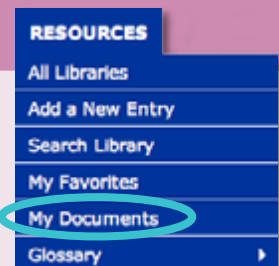 RESOURCES
All Libraries
Add a New Entry
Search Library
My Favorites
My Documents
Glossary